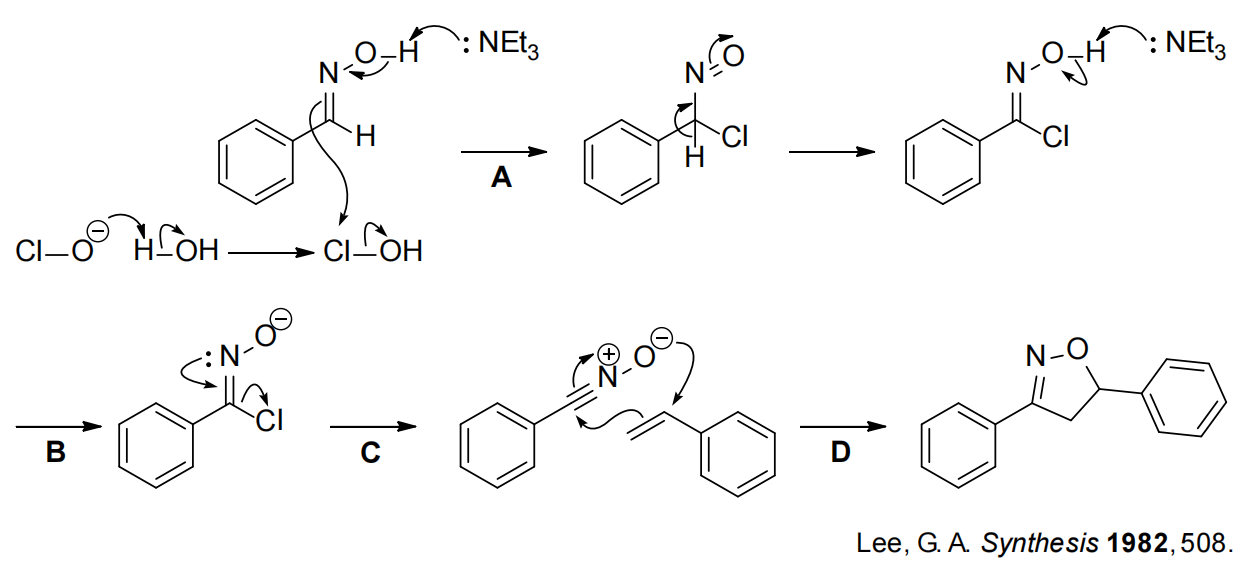 O–H :NEt3
N
H
N=O
Cl
H
A
O–H :NEt3
N
Cl
Cl–O⊖ H–OH Cl–OH
B
:N–O⊖
Cl
C
N⊕–O⊖
D
N–O
Lee, G. A. Synthesis 1982, 508.